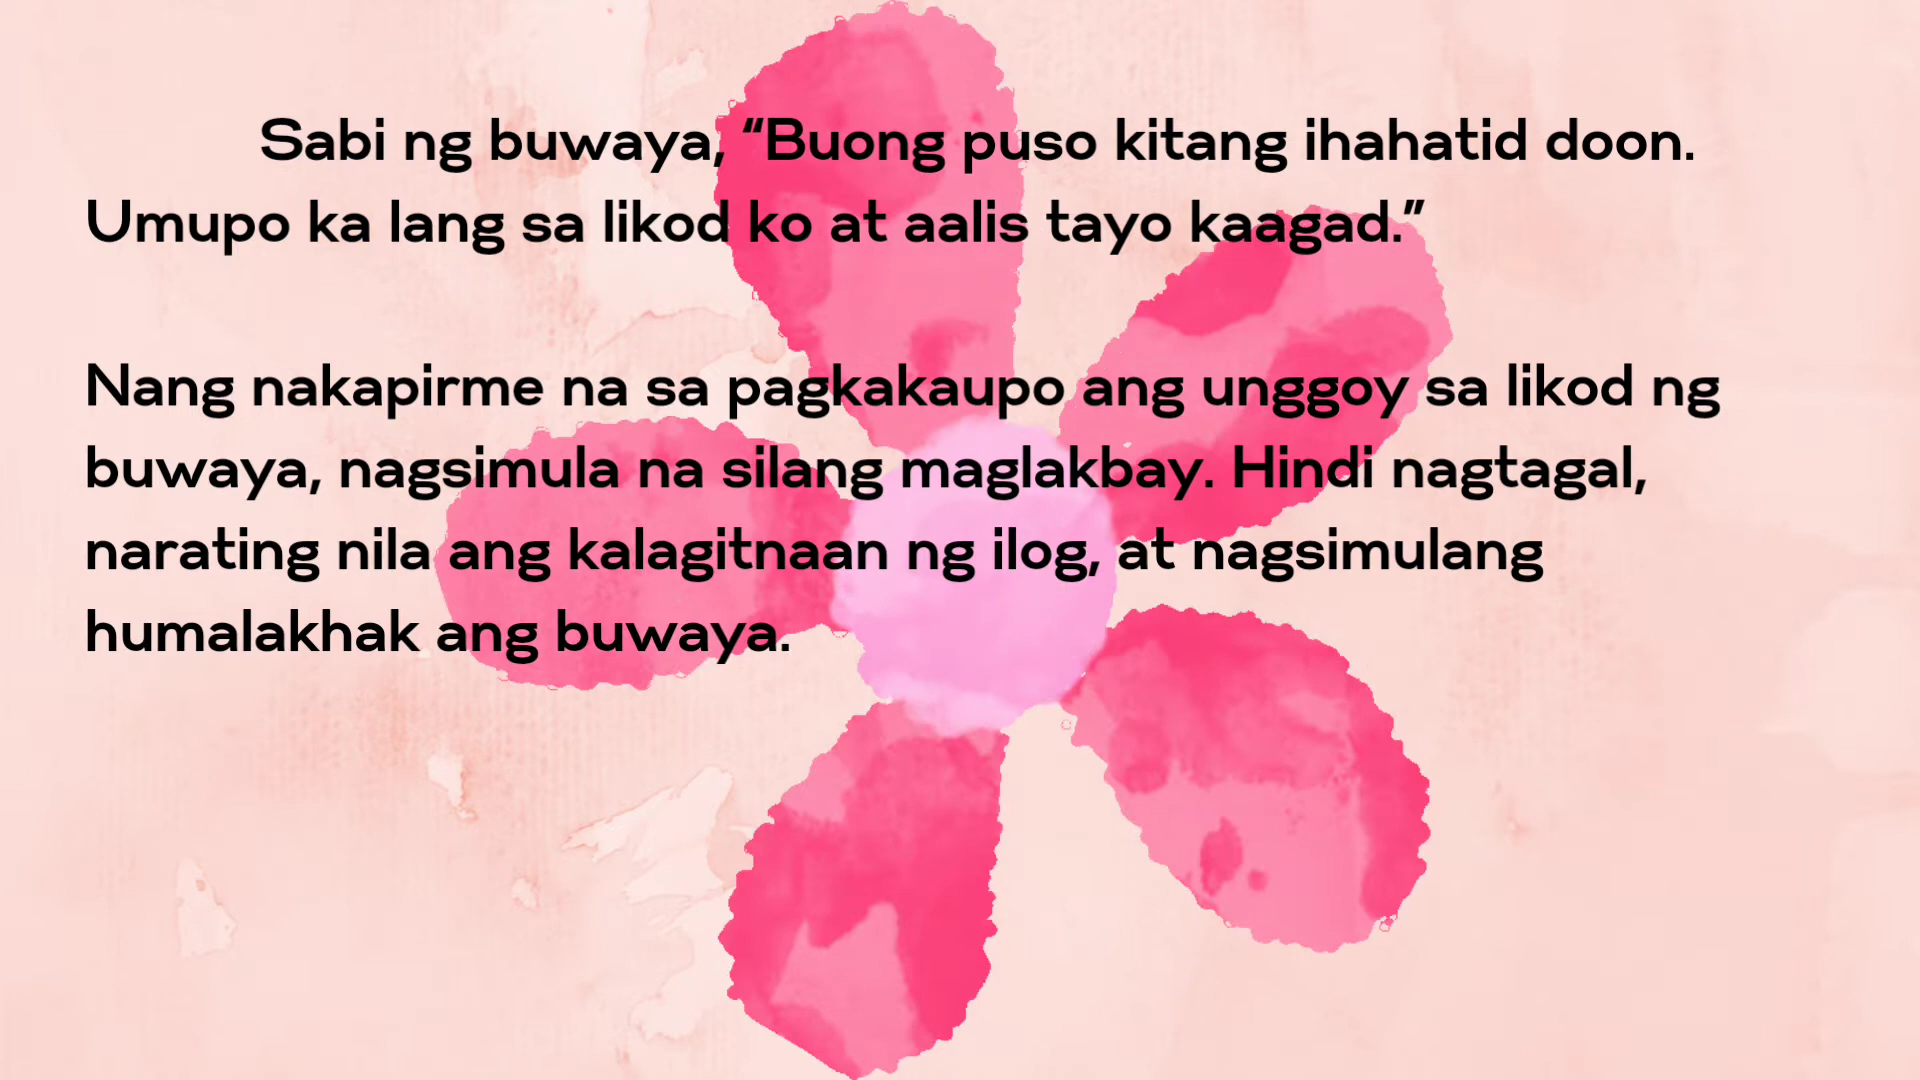 Sabi ng buwaya, “Buong puso kitang ihahatid doon.
Umupo ka lang sa likod ko at aalis tayo kaagad.”
Nang nakapirme na sa pagkakaupo ang unggoy sa likod ng
buwaya, nagsimula na silang maglakbay. Hindi nagtagal,
narating nila ang kalagitnaan ng ilog, at nagsimulang
humalakhak ang buwaya.